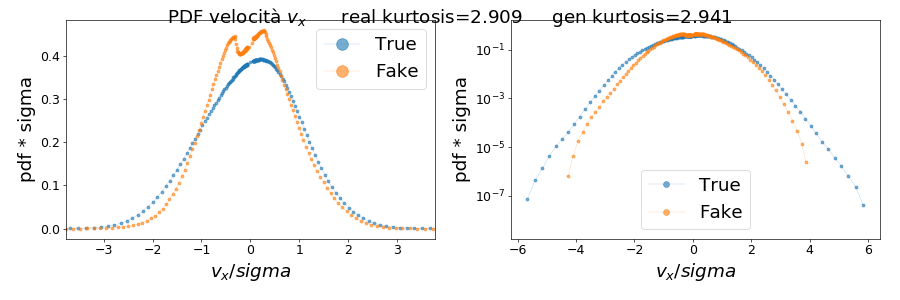 PDF velocità v_x real kurtosis=2.909 gen kurtosis=2.941
pdf * sigma
0.4
0.3
0.2
0.1
0.0
−3 −2 −1 0 1 2 3
v_x/sigma
True
Fake
pdf * sigma
10^−1
10^−3
10^−5
10^−7
−6 −4 −2 0 2 4 6
v_x/sigma
True
Fake